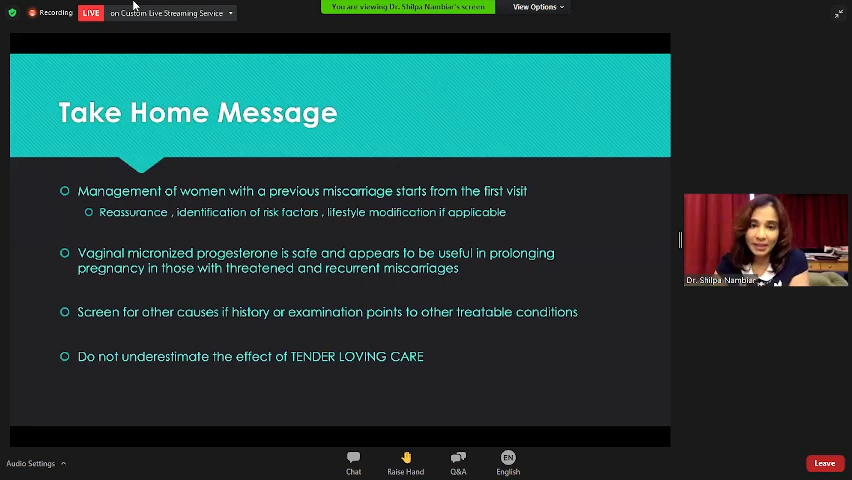 Recording
LIVE
on Custom Live Streaming Service
You are viewing Dr. Shilpa Nambiar's screen
View Options
Take Home Message
Management of women with a previous miscarriage starts from the first visit
Reassurance , identification of risk factors , lifestyle modification if applicable
Vaginal micronized progesterone is safe and appears to be useful in prolonging
pregnancy in those with threatened and recurrent miscarriages
Screen for other causes if history or examination points to other treatable conditions
Do not underestimate the effect of TENDER LOVING CARE
Dr. Shilpa Nambiar
Audio Settings
Chat
Raise Hand
Q&A
EN
English
Leave